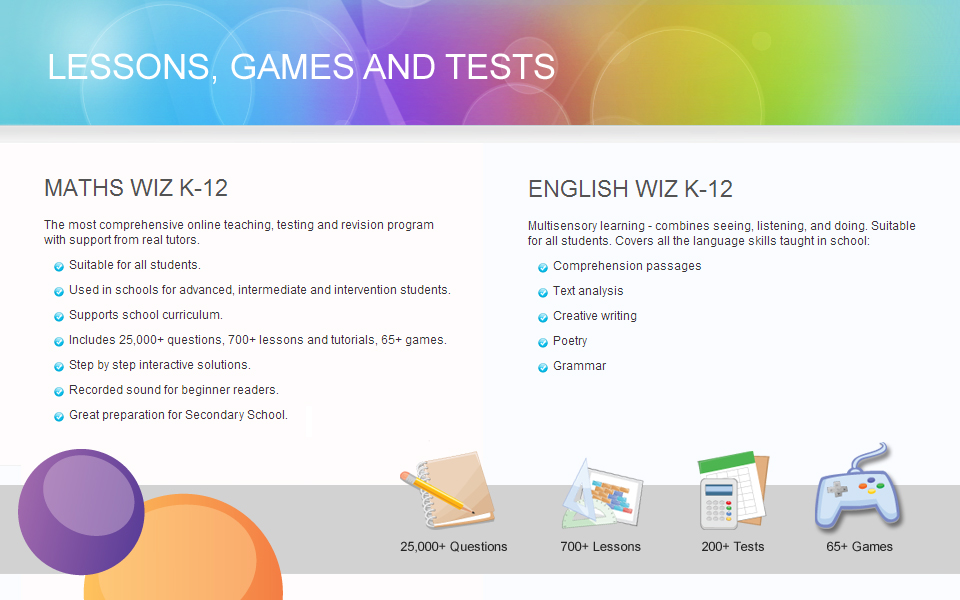 LESSONS, GAMES AND TESTS
MATHS WIZ K-12
The most comprehensive online teaching, testing and revision program
with support from real tutors.
Suitable for all students.
Used in schools for advanced, intermediate and intervention students.
Supports school curriculum.
Includes 25,000+ questions, 700+ lessons and tutorials, 65+ games.
Step by step interactive solutions.
Recorded sound for beginner readers.
Great preparation for Secondary School.
ENGLISH WIZ K-12
Multisensory learning - combines seeing, listening, and doing. Suitable
for all students. Covers all the language skills taught in school:
Comprehension passages
Text analysis
Creative writing
Poetry
Grammar
25,000+ Questions
700+ Lessons
200+ Tests
65+ Games